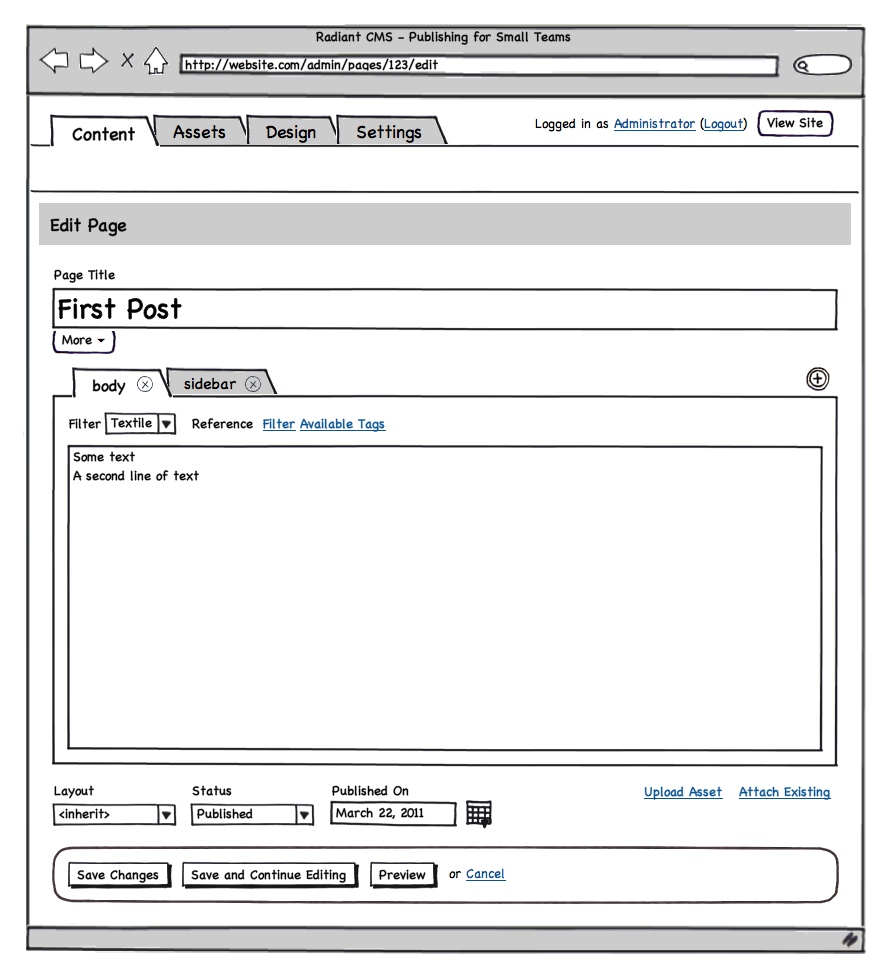 Radiant CMS - Publishing for Small Teams
http://website.com/admin/pages/123/edit
Content Assets Design Settings Logged in as Administrator (Logout) View Site
Edit Page
Page Title
First Post
More
body sidebar
Filter Textile Reference Filter Available Tags
Some text
A second line of text
Layout Status Published On Upload Asset Attach Existing
<inherit> Published March 22, 2011
Save Changes Save and Continue Editing Preview or Cancel